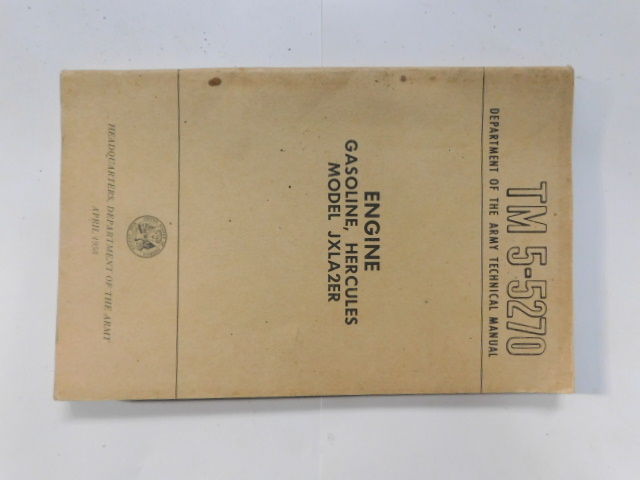 TM 5-5270
DEPARTMENT OF THE ARMY TECHNICAL MANUAL
ENGINE
GASOLINE, HERCULES
MODEL JXLA2ER
HEADQUARTERS, DEPARTMENT OF THE ARMY
APRIL 1958